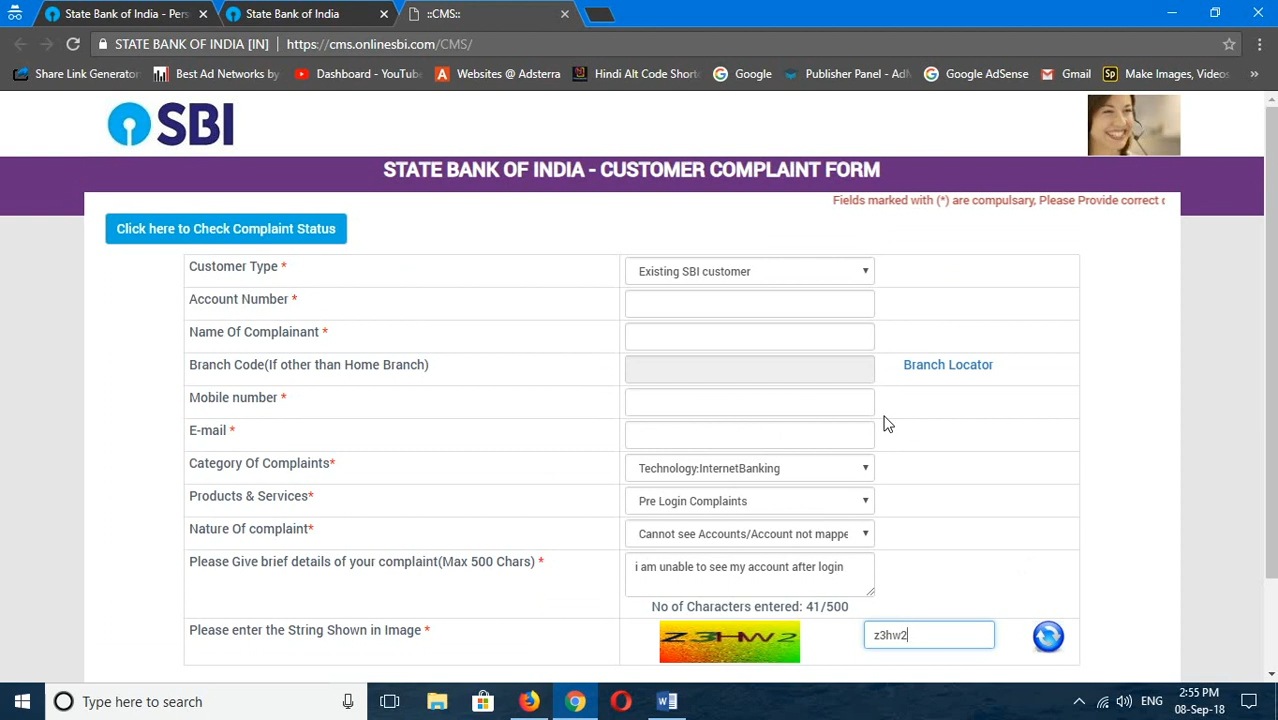 State Bank of India - Pers
State Bank of India
::CMS::
STATE BANK OF INDIA [IN]
https://cms.onlinesbi.com/CMS/
Share Link Generator
Best Ad Networks by
Dashboard - YouTube
Websites @ Adsterra
Hindi Alt Code Short
Google
Publisher Panel - AdM
Google AdSense
Gmail
Make Images, Videos
SBI
STATE BANK OF INDIA - CUSTOMER COMPLAINT FORM
Fields marked with (*) are compulsary, Please Provide correct c
Click here to Check Complaint Status
Customer Type *
Existing SBI customer
Account Number *
Name Of Complainant *
Branch Code(If other than Home Branch)
Branch Locator
Mobile number *
E-mail *
Category Of Complaints*
Technology:InternetBanking
Products & Services*
Pre Login Complaints
Nature Of complaint*
Cannot see Accounts/Account not mappe
Please Give brief details of your complaint(Max 500 Chars) *
i am unable to see my account after login
No of Characters entered: 41/500
Please enter the String Shown in Image *
Z 3HW 2
z3hw2
Type here to search
ENG
2:55 PM
08-Sep-18